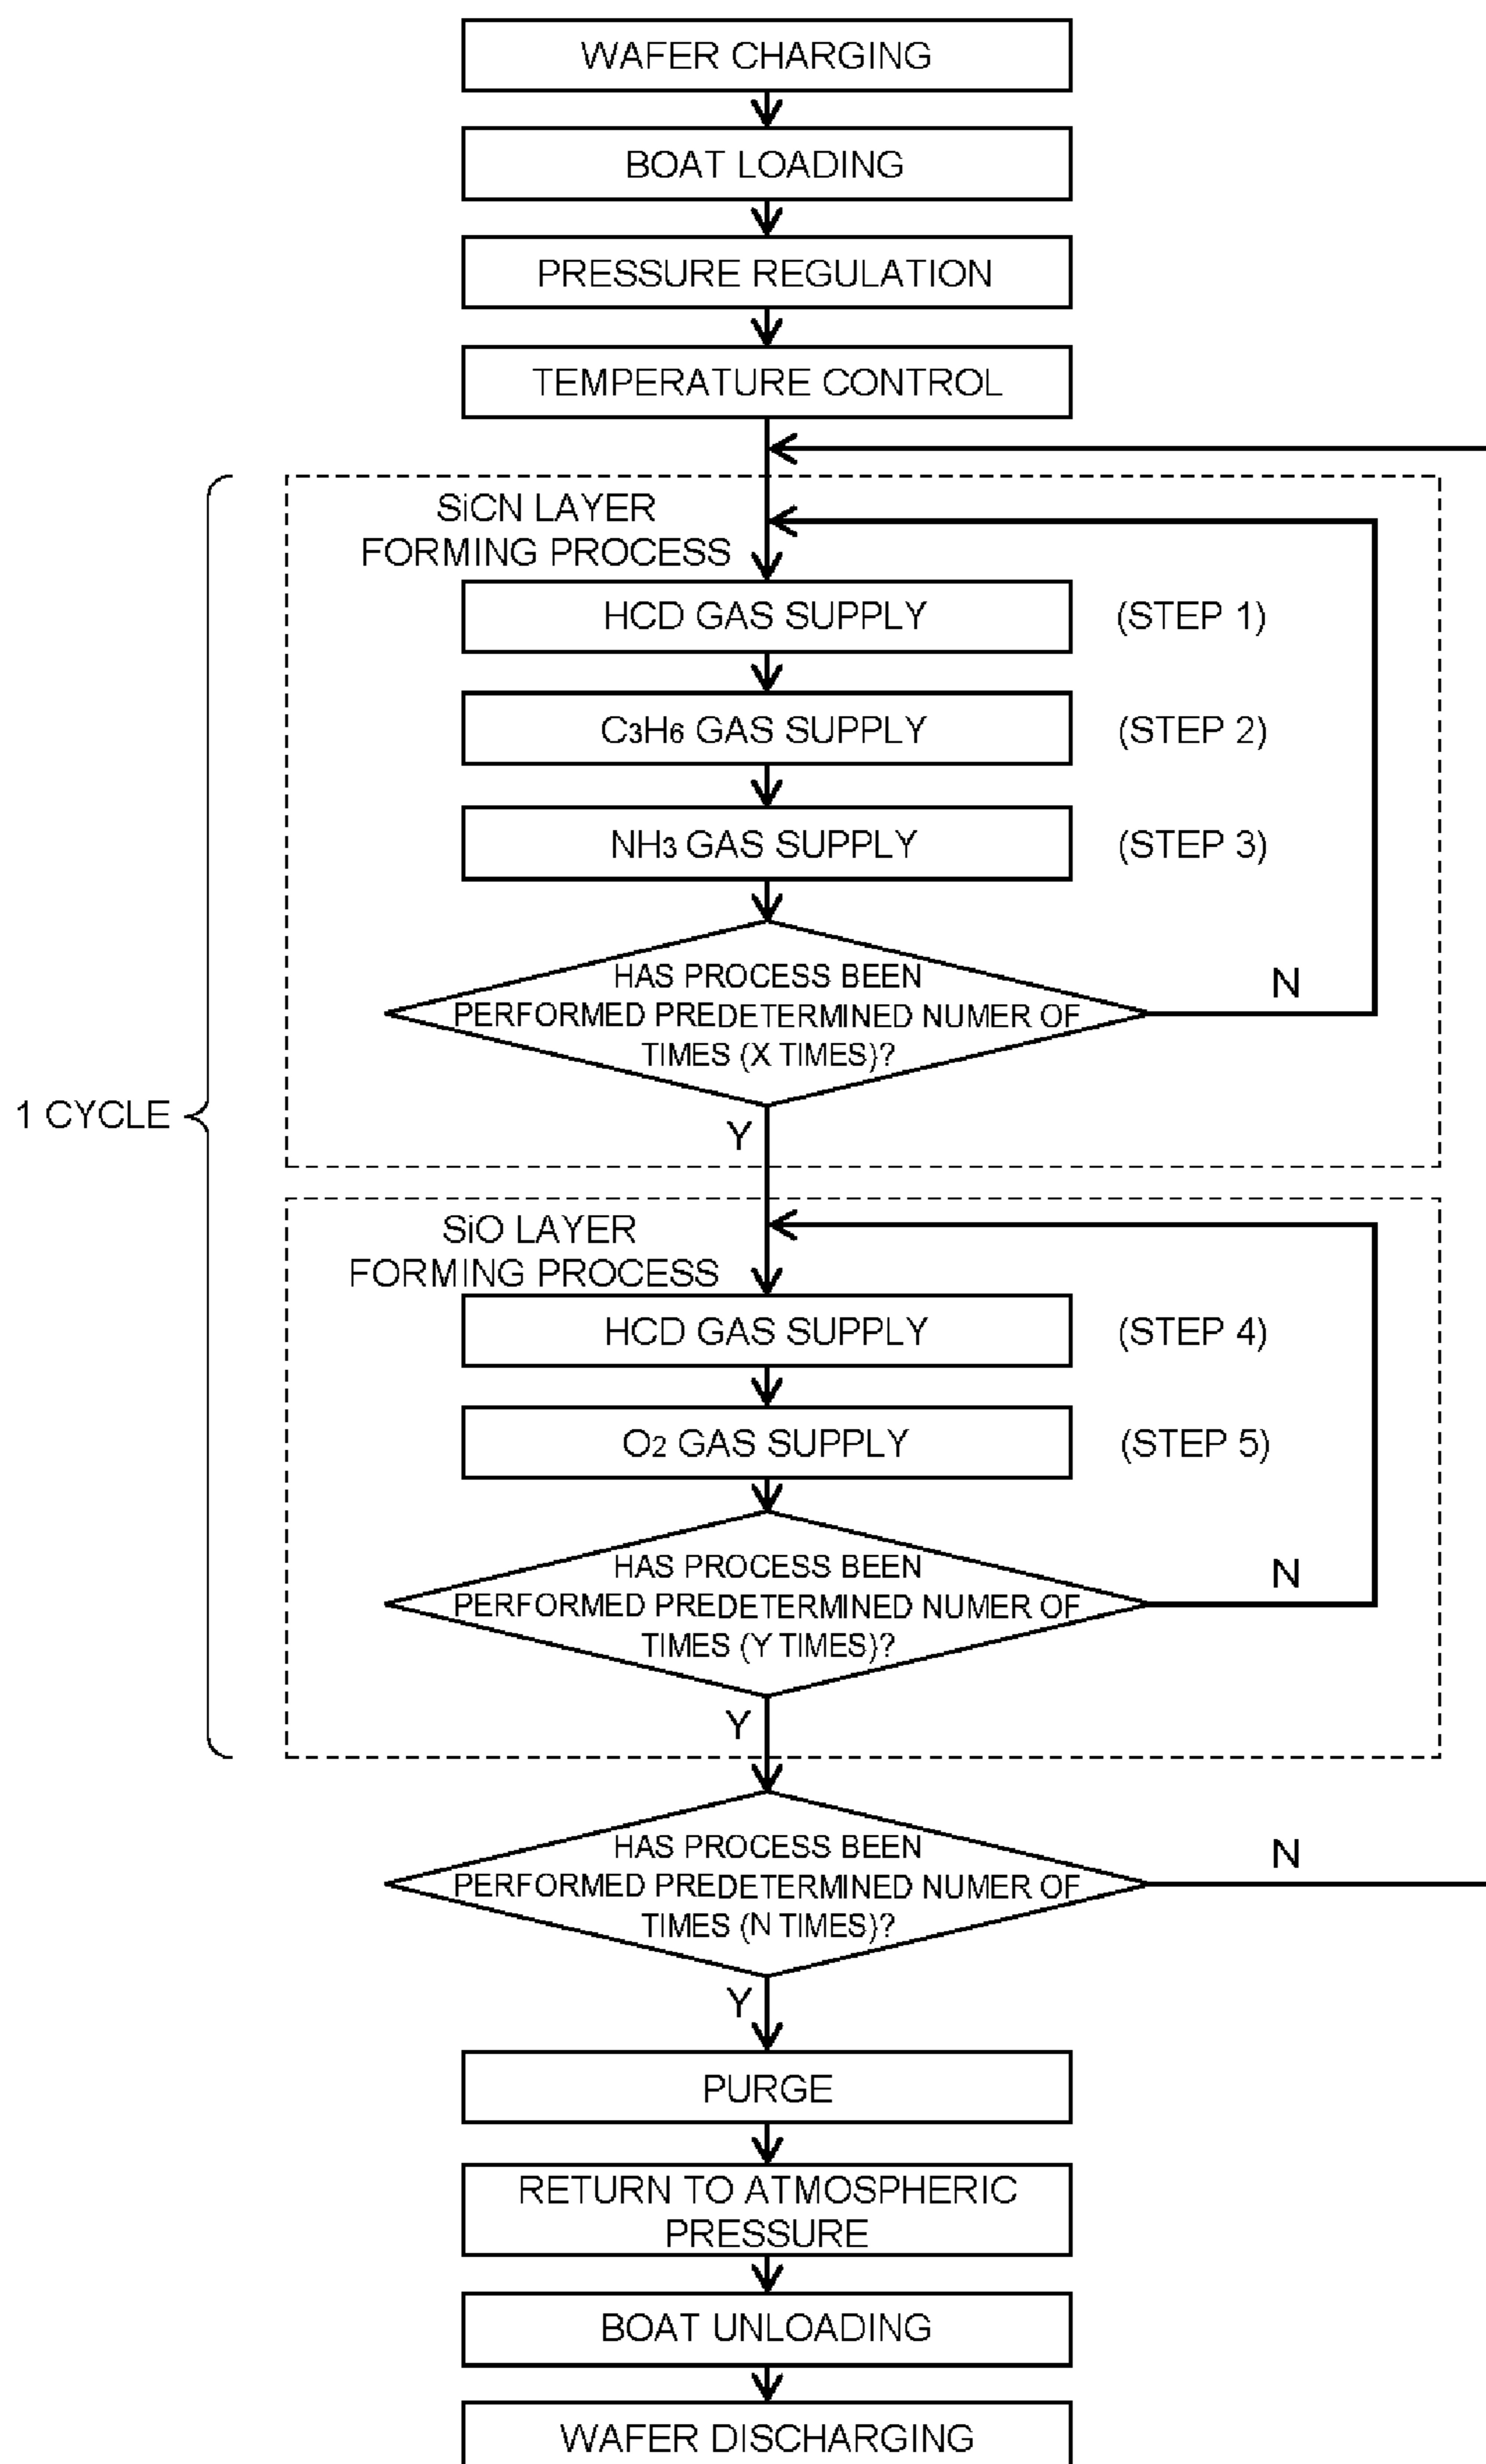 WAFER CHARGING
BOAT LOADING
PRESSURE REGULATION
TEMPERATURE CONTROL
SiCN LAYER
FORMING PROCESS
HCD GAS SUPPLY (STEP 1)
C3H6 GAS SUPPLY (STEP 2)
NH3 GAS SUPPLY (STEP 3)
HAS PROCESS BEEN
PERFORMED PREDETERMINED NUMER OF
TIMES (X TIMES)?
N
1 CYCLE
Y
SiO LAYER
FORMING PROCESS
HCD GAS SUPPLY (STEP 4)
O2 GAS SUPPLY (STEP 5)
HAS PROCESS BEEN
PERFORMED PREDETERMINED NUMER OF
TIMES (Y TIMES)?
N
Y
HAS PROCESS BEEN
PERFORMED PREDETERMINED NUMER OF
TIMES (N TIMES)?
N
Y
PURGE
RETURN TO ATMOSPHERIC
PRESSURE
BOAT UNLOADING
WAFER DISCHARGING